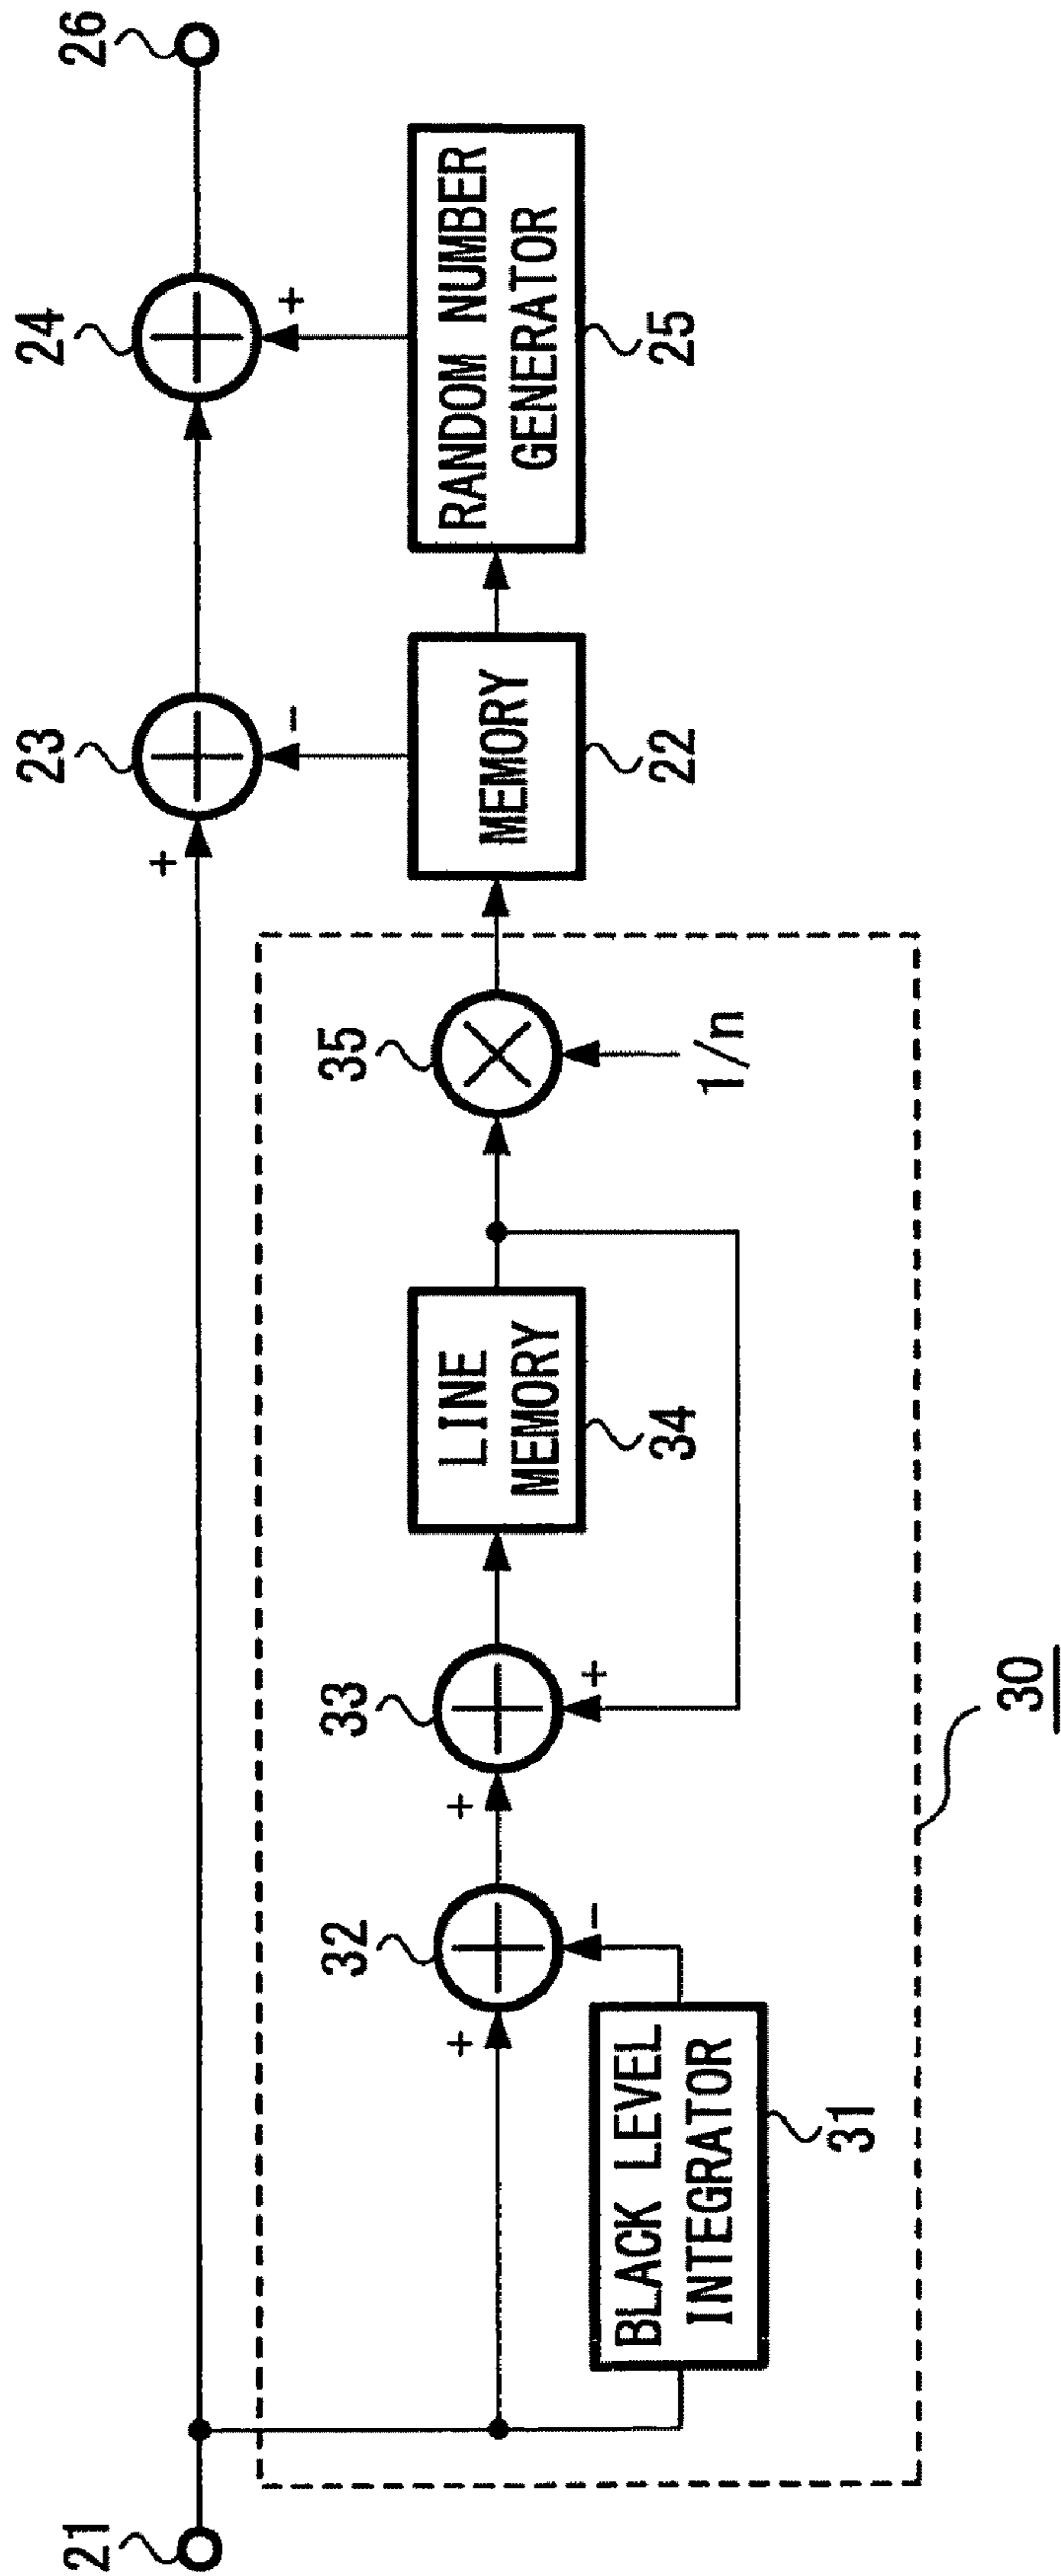 21
26
23
24
+
-
+
RANDOM NUMBER
GENERATOR
25
MEMORY
22
35
1/n
LINE
MEMORY
34
33
+
+
32
+
-
BLACK LEVEL
INTEGRATOR
31
30